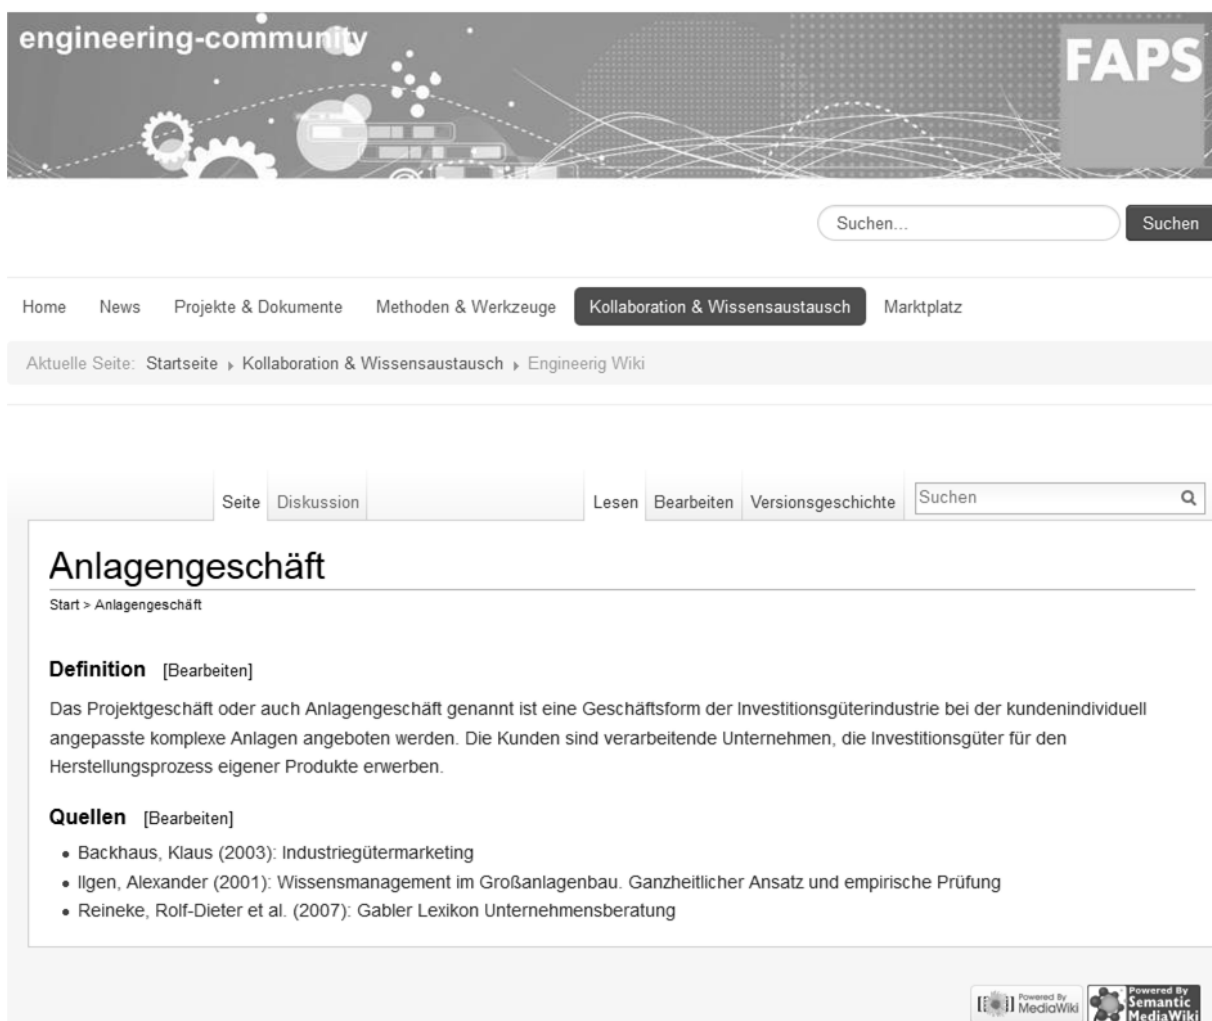 engineering-community
FAPS
Suchen...
Suchen
Home News Projekte & Dokumente Methoden & Werkzeuge Kollaboration & Wissensaustausch Marktplatz
Aktuelle Seite: Startseite Kollaboration & Wissensaustausch Engineerig Wiki
Seite Diskussion Lesen Bearbeiten Versionsgeschichte Suchen
Anlagengeschäft
Start > Anlagengeschäft
Definition [Bearbeiten]
Das Projektgeschäft oder auch Anlagengeschäft genannt ist eine Geschäftsform der Investitionsgüterindustrie bei der kundenindividuell
angepasste komplexe Anlagen angeboten werden. Die Kunden sind verarbeitende Unternehmen, die Investitionsgüter für den
Herstellungsprozess eigener Produkte erwerben.
Quellen [Bearbeiten]
• Backhaus, Klaus (2003): Industriegütermarketing
• Ilgen, Alexander (2001): Wissensmanagement im Großanlagenbau. Ganzheitlicher Ansatz und empirische Prüfung
• Reineke, Rolf-Dieter et al. (2007): Gabler Lexikon Unternehmensberatung
Powered By
MediaWiki
Powered By
Semantic
MediaWiki